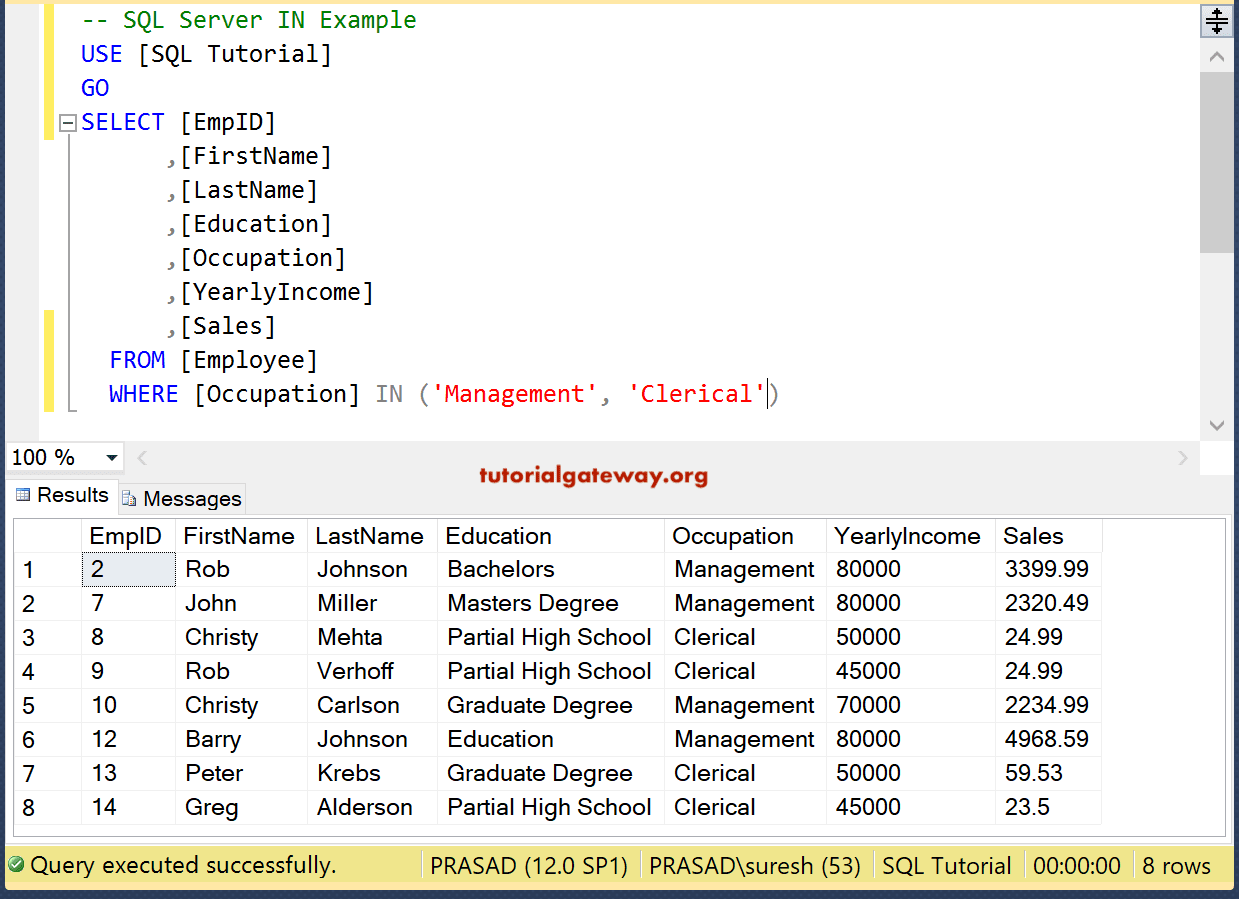 -- SQL Server IN Example
USE [SQL Tutorial]
GO
SELECT [EmpID]
,[FirstName]
,[LastName]
,[Education]
,[Occupation]
,[YearlyIncome]
,[Sales]
FROM [Employee]
WHERE [Occupation] IN ('Management', 'Clerical')
100 %
tutorialgateway.org
Results Messages
EmpID FirstName LastName Education Occupation YearlyIncome Sales
1 2 Rob Johnson Bachelors Management 80000 3399.99
2 7 John Miller Masters Degree Management 80000 2320.49
3 8 Christy Mehta Partial High School Clerical 50000 24.99
4 9 Rob Verhoff Partial High School Clerical 45000 24.99
5 10 Christy Carlson Graduate Degree Management 70000 2234.99
6 12 Barry Johnson Education Management 80000 4968.59
7 13 Peter Krebs Graduate Degree Clerical 50000 59.53
8 14 Greg Alderson Partial High School Clerical 45000 23.5
Query executed successfully. PRASAD (12.0 SP1) PRASAD\suresh (53) SQL Tutorial 00:00:00 8 rows